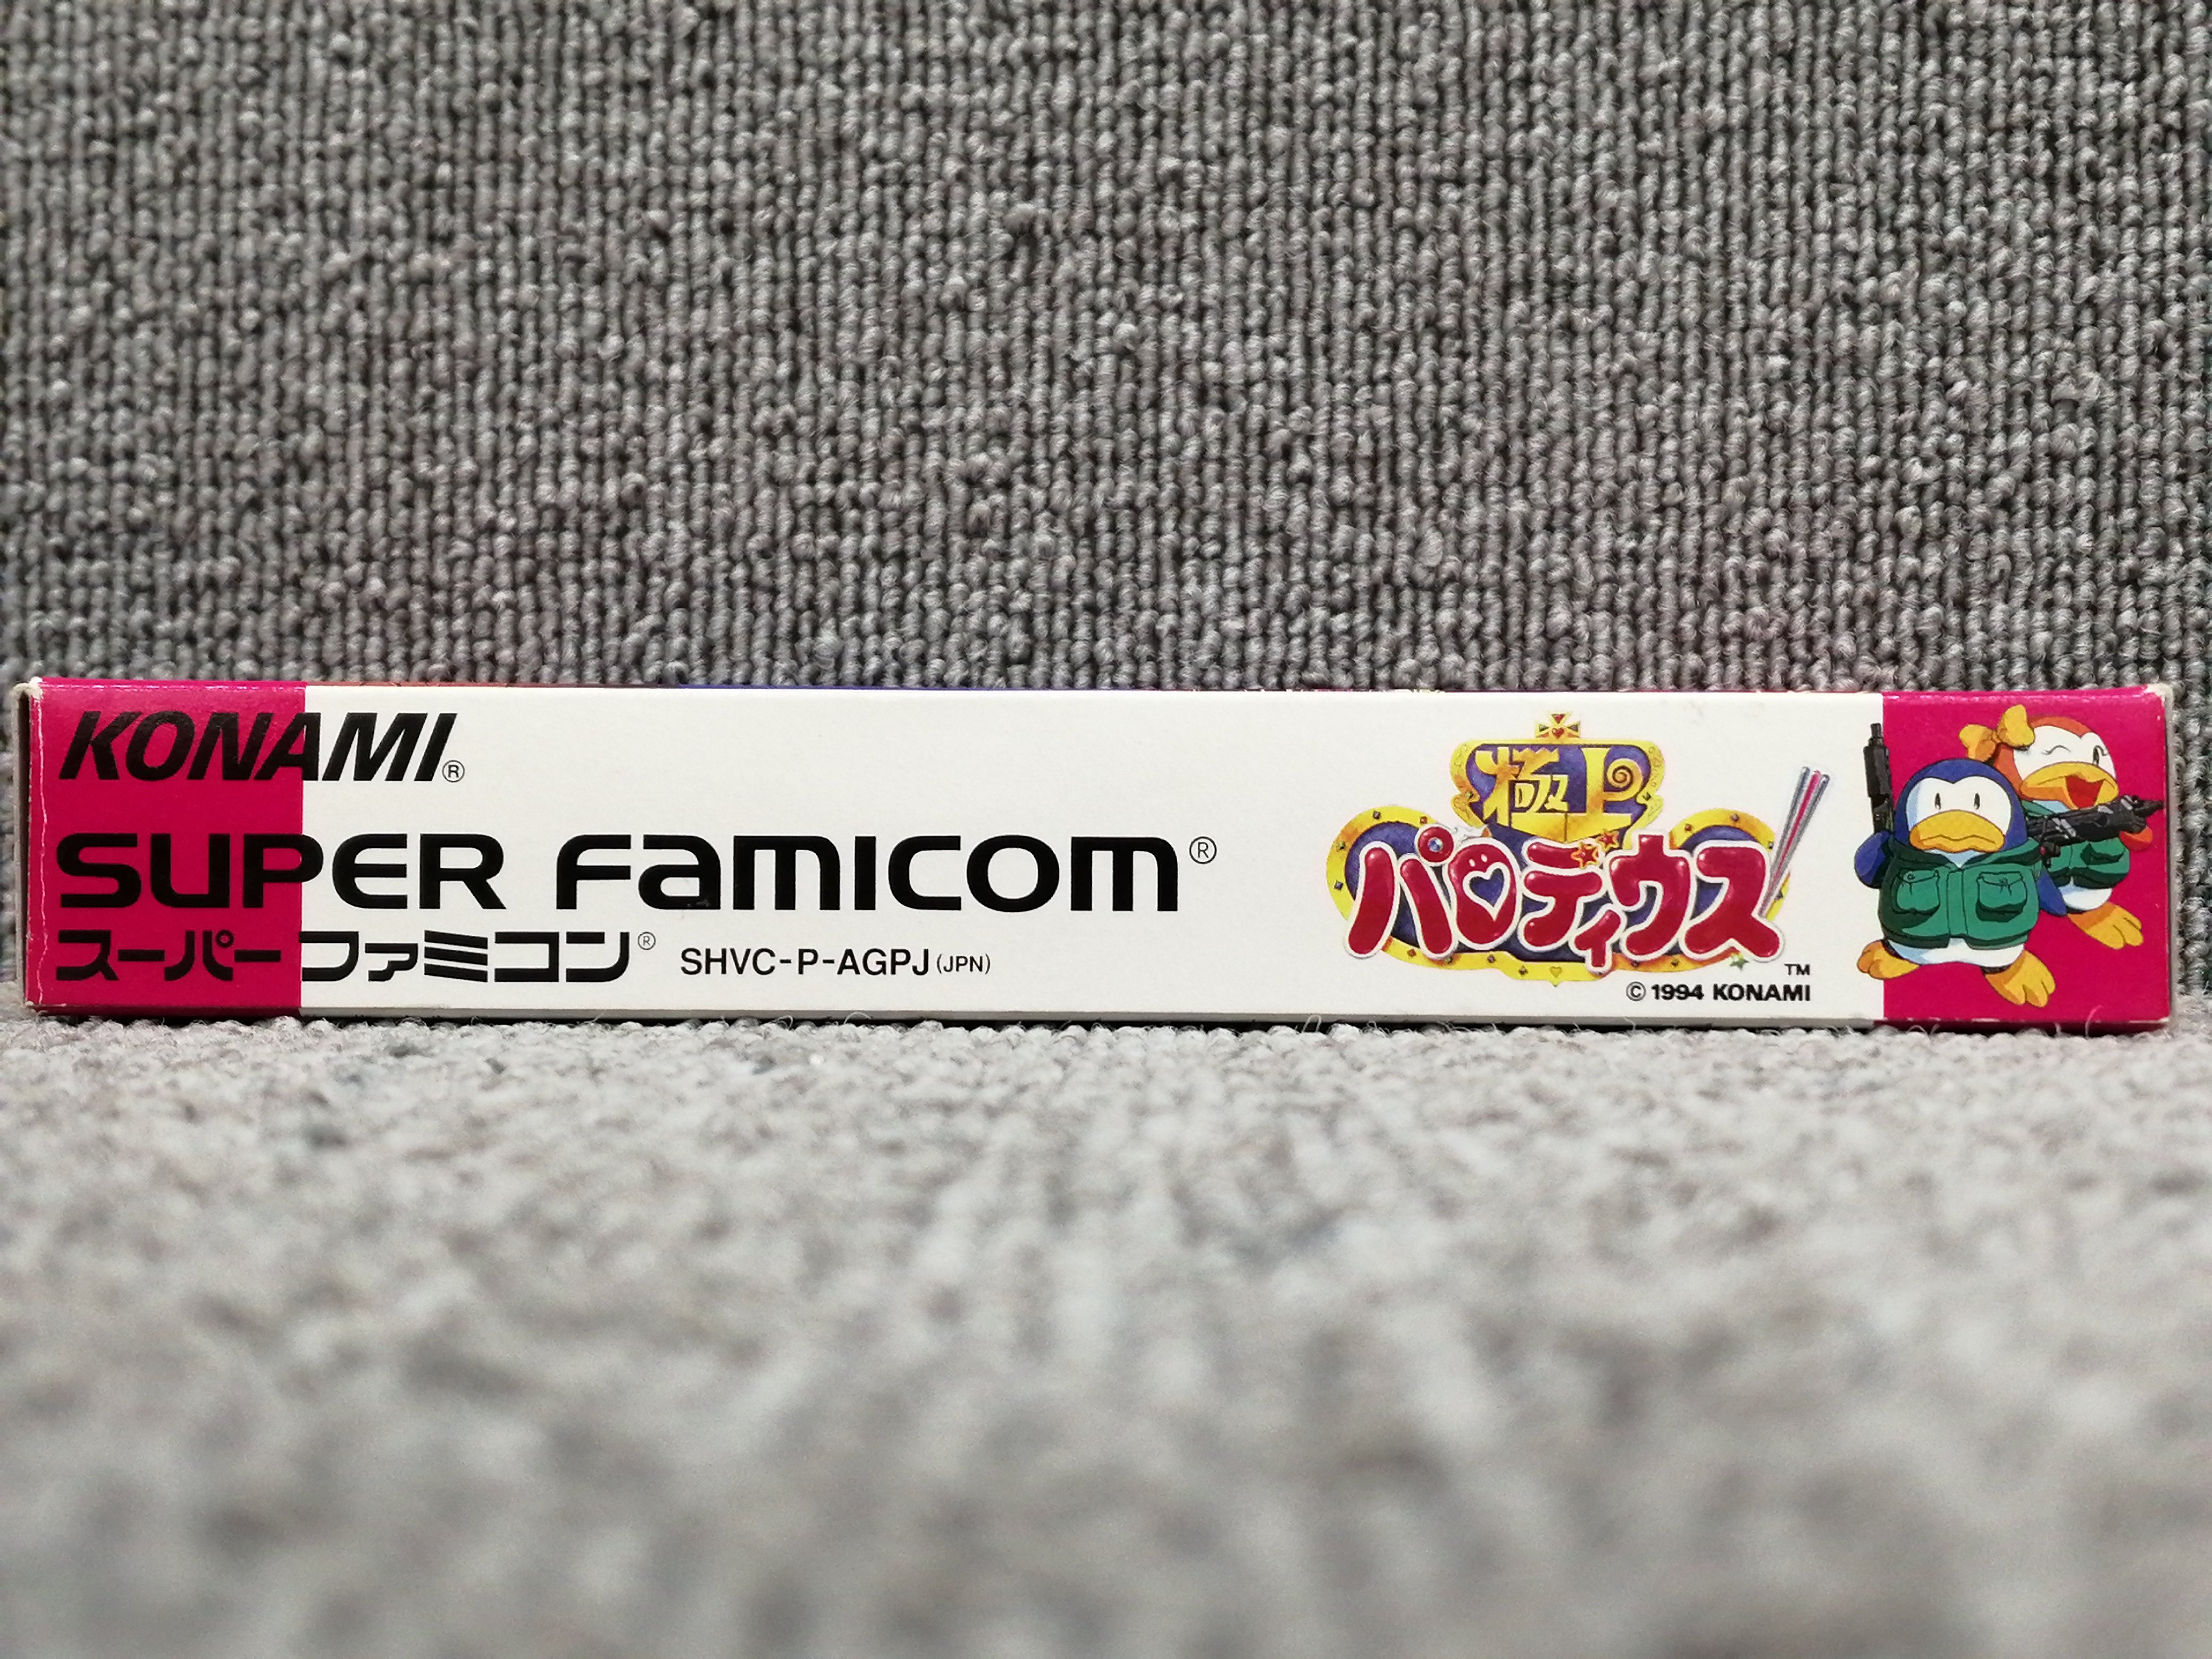 KONAMI®
SUPER FAMICOM®
スーパーファミコン® SHVC-P-AGPJ (JPN)
極上
パロディウス
™
© 1994 KONAMI